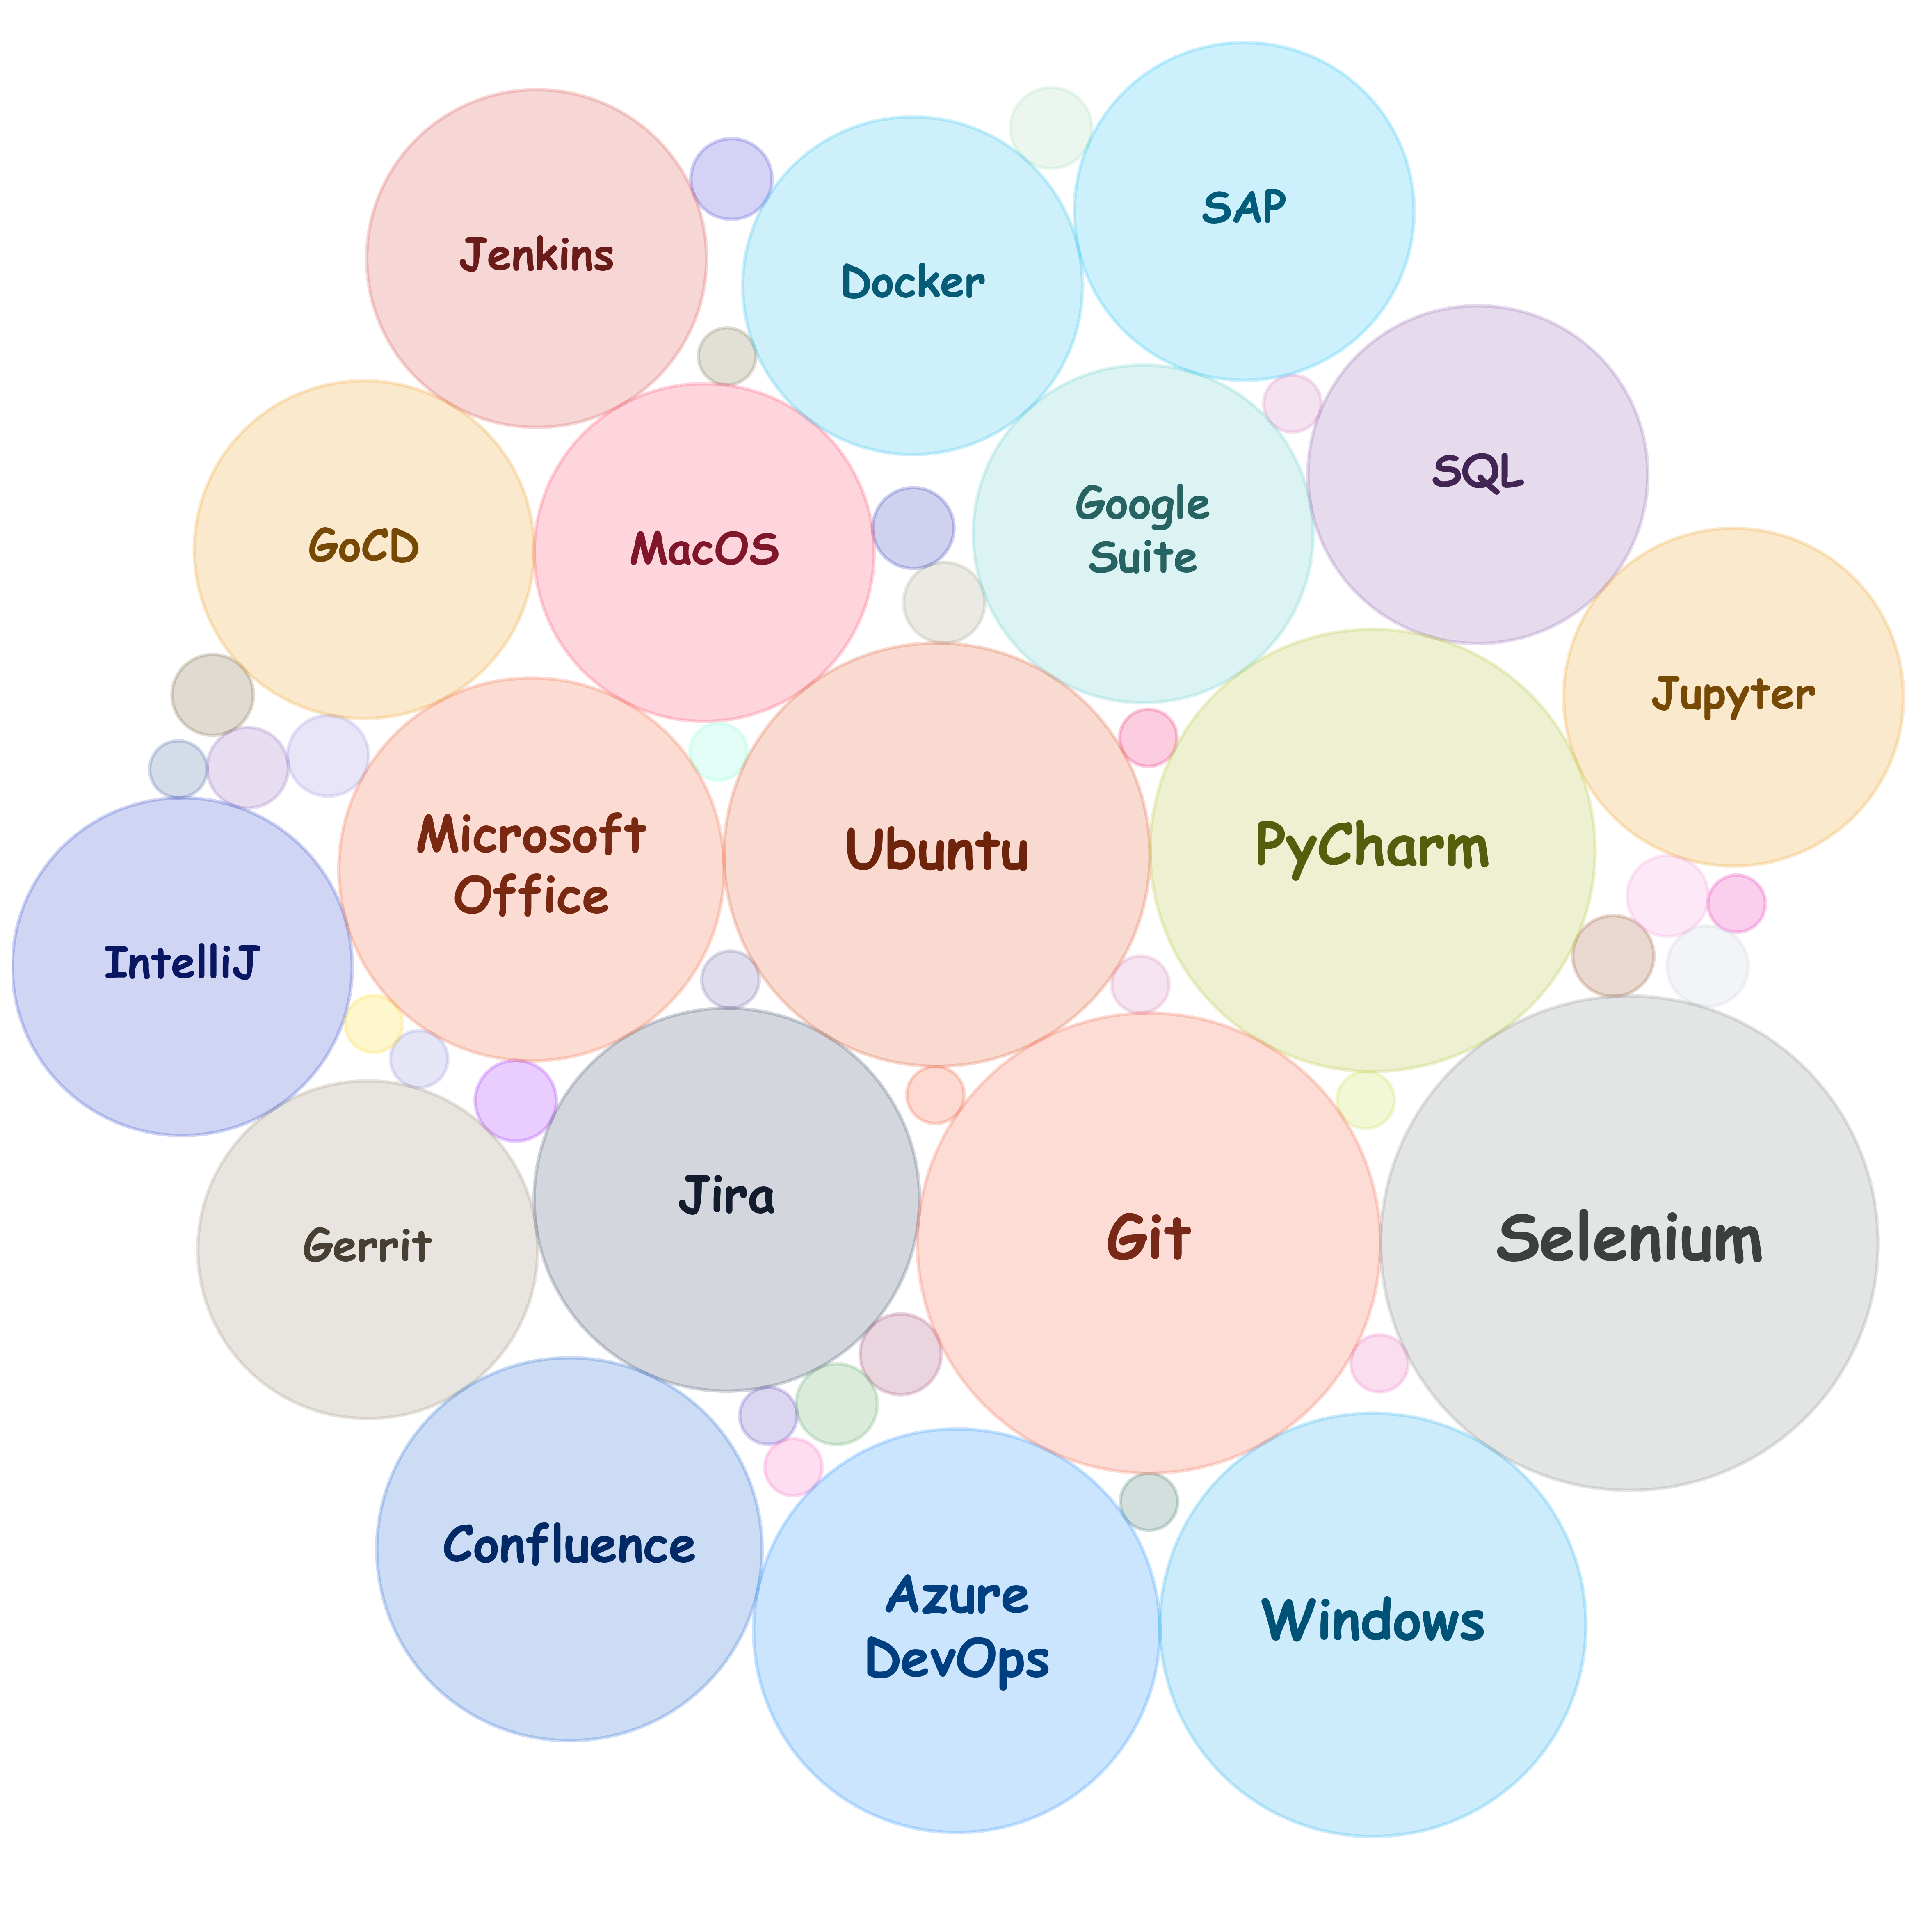 SAP
Jenkins
Docker
SQL
Google
Suite
GoCD
MacOS
Jupyter
Microsoft
Office
Ubuntu
PyCharm
IntelliJ
Jira
Gerrit
Git
Selenium
Confluence
Azure
DevOps
Windows